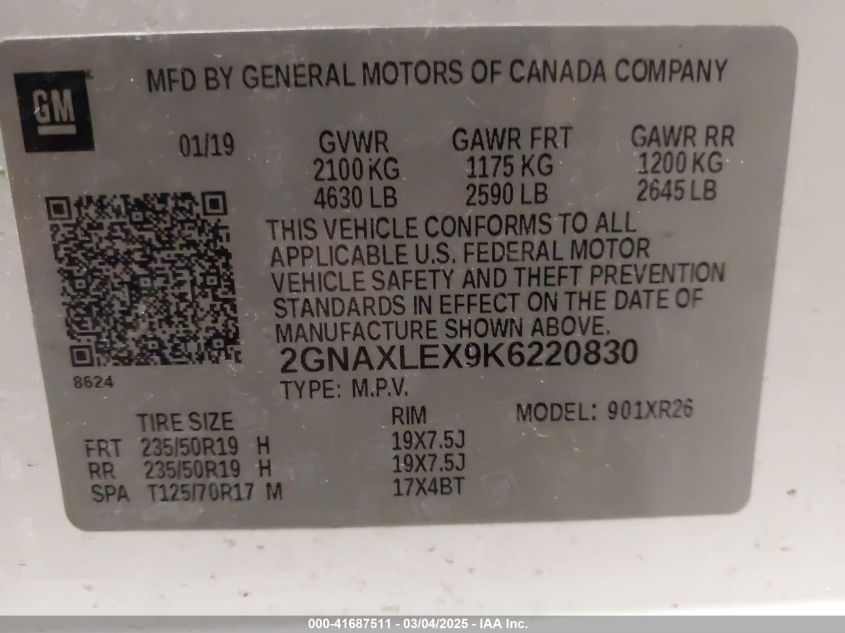 GM
MFD BY GENERAL MOTORS OF CANADA COMPANY
01/19 GVWR GAWR FRT GAWR RR
2100 KG 1175 KG 1200 KG
4630 LB 2590 LB 2645 LB
THIS VEHICLE CONFORMS TO ALL
APPLICABLE U.S. FEDERAL MOTOR
VEHICLE SAFETY AND THEFT PREVENTION
STANDARDS IN EFFECT ON THE DATE OF
MANUFACTURE SHOWN ABOVE.
2GNAXLEX9K6220830
8624
TYPE: M.P.V.
TIRE SIZE RIM MODEL: 901XR26
FRT 235/50R19 H 19X7.5J
RR 235/50R19 H 19X7.5J
SPA T125/70R17 M 17X4BT
000-41687511 - 03/04/2025 - IAA Inc.